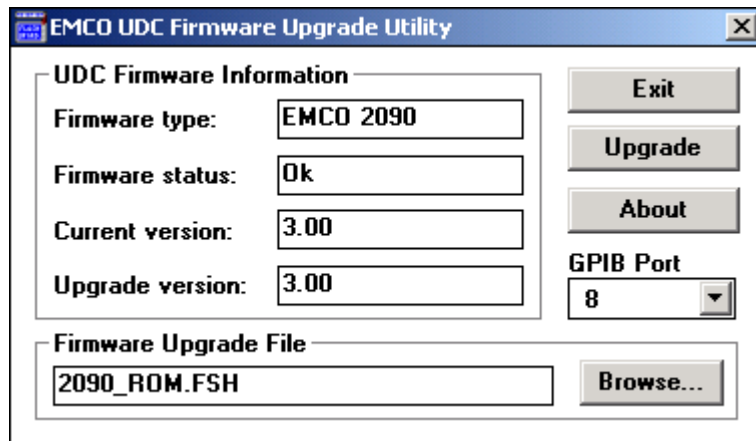 EMCO UDC Firmware Upgrade Utility
UDC Firmware Information
Firmware type: EMCO 2090
Firmware status: Ok
Current version: 3.00
Upgrade version: 3.00
Exit
Upgrade
About
GPIB Port
8
Firmware Upgrade File
2090_ROM.FSH
Browse...